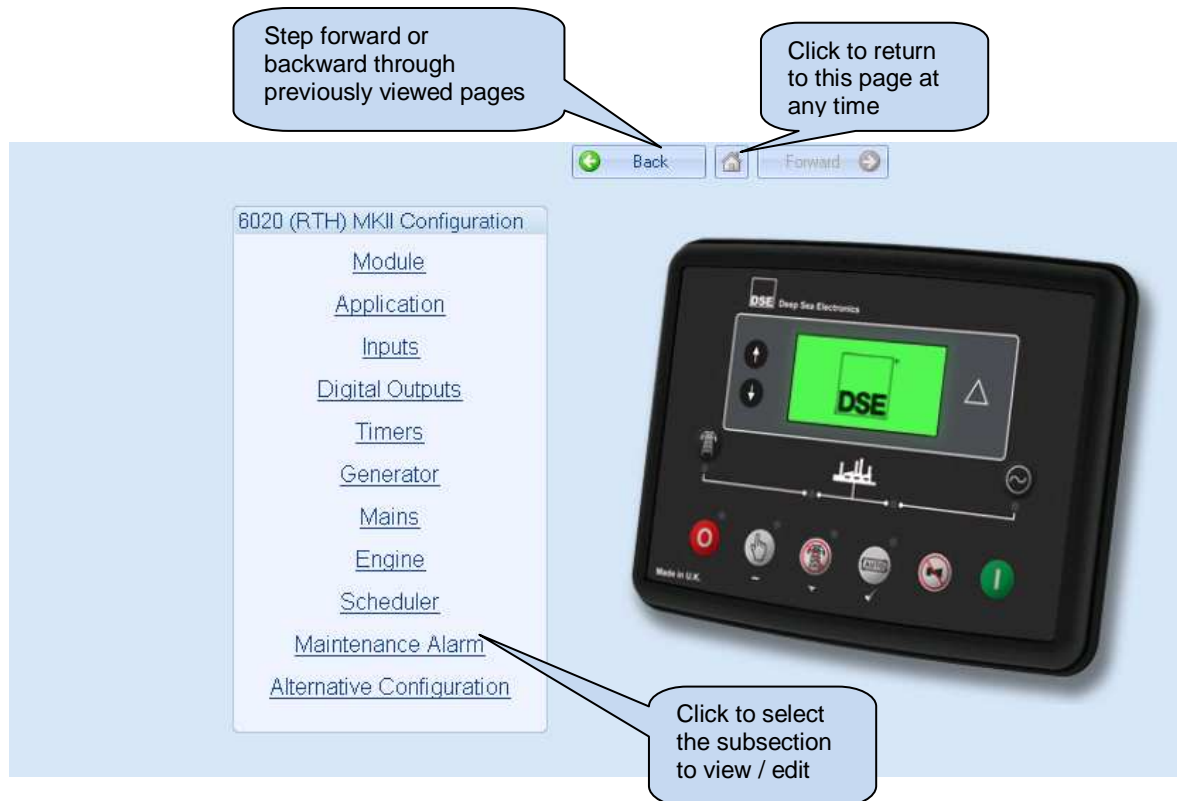 Step forward or
backward through
previously viewed pages
Click to return
to this page at
any time
Back
Forward
6020 (RTH) MKII Configuration
Module
Application
Inputs
Digital Outputs
Timers
Generator
Mains
Engine
Scheduler
Maintenance Alarm
Alternative Configuration
DSE Deep Sea Electronics
DSE
O
AUTO
I
Made in U.K.
Click to select
the subsection
to view / edit